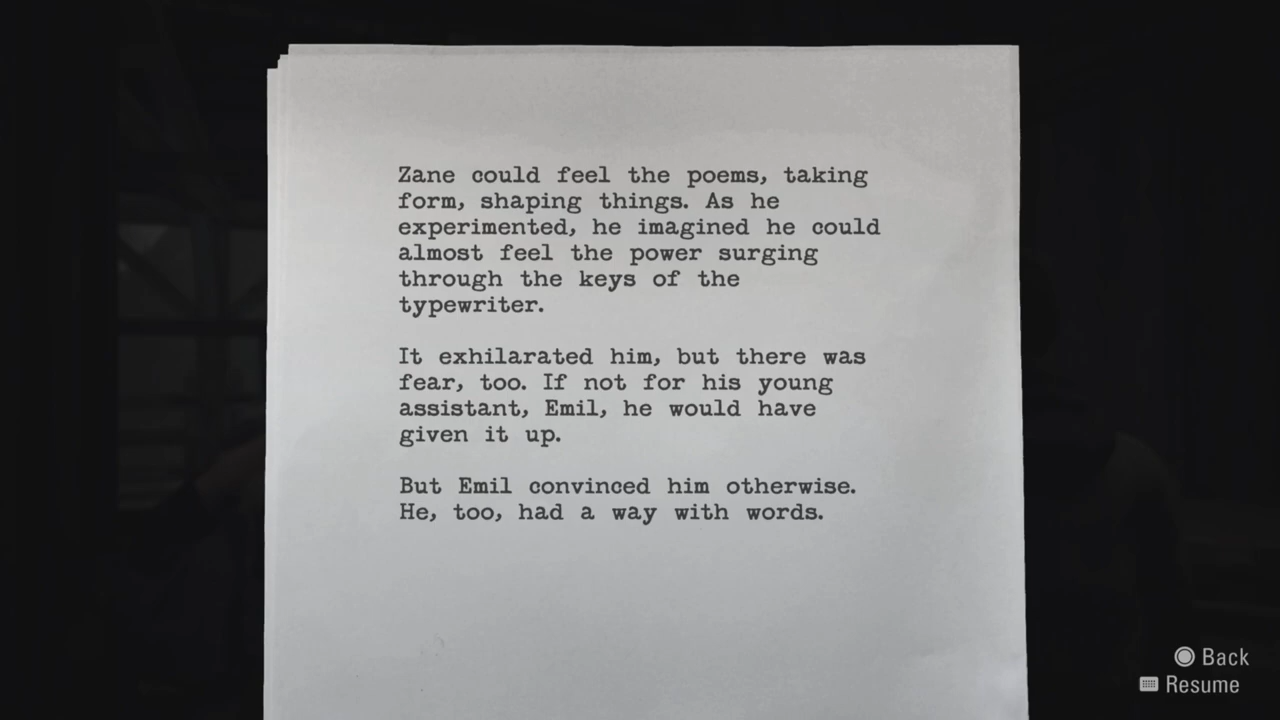 Zane could feel the poems, taking
form, shaping things. As he
experimented, he imagined he could
almost feel the power surging
through the keys of the
typewriter.
It exhilarated him, but there was
fear, too. If not for his young
assistant, Emil, he would have
given it up.
But Emil convinced him otherwise.
He, too, had a way with words.
Back
Resume